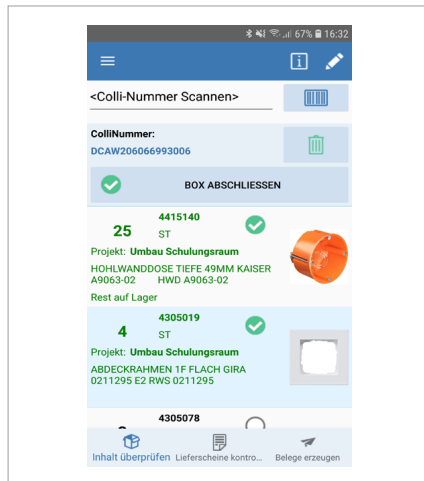 67% 16:32
i
<Colli-Nummer Scannen>
ColliNummer:
DCAW206066993006
BOX ABSCHLIESSEN
4415140
25 ST
Projekt: Umbau Schulungsraum
HOHLWANDDOSE TIEFE 49MM KAISER
A9063-02 HWD A9063-02
Rest auf Lager
4305019
4 ST
Projekt: Umbau Schulungsraum
ABDECKRAHMEN 1F FLACH GIRA
0211295 E2 RWS 0211295
4305078
Inhalt überprüfen Lieferscheine kontro... Belege erzeugen